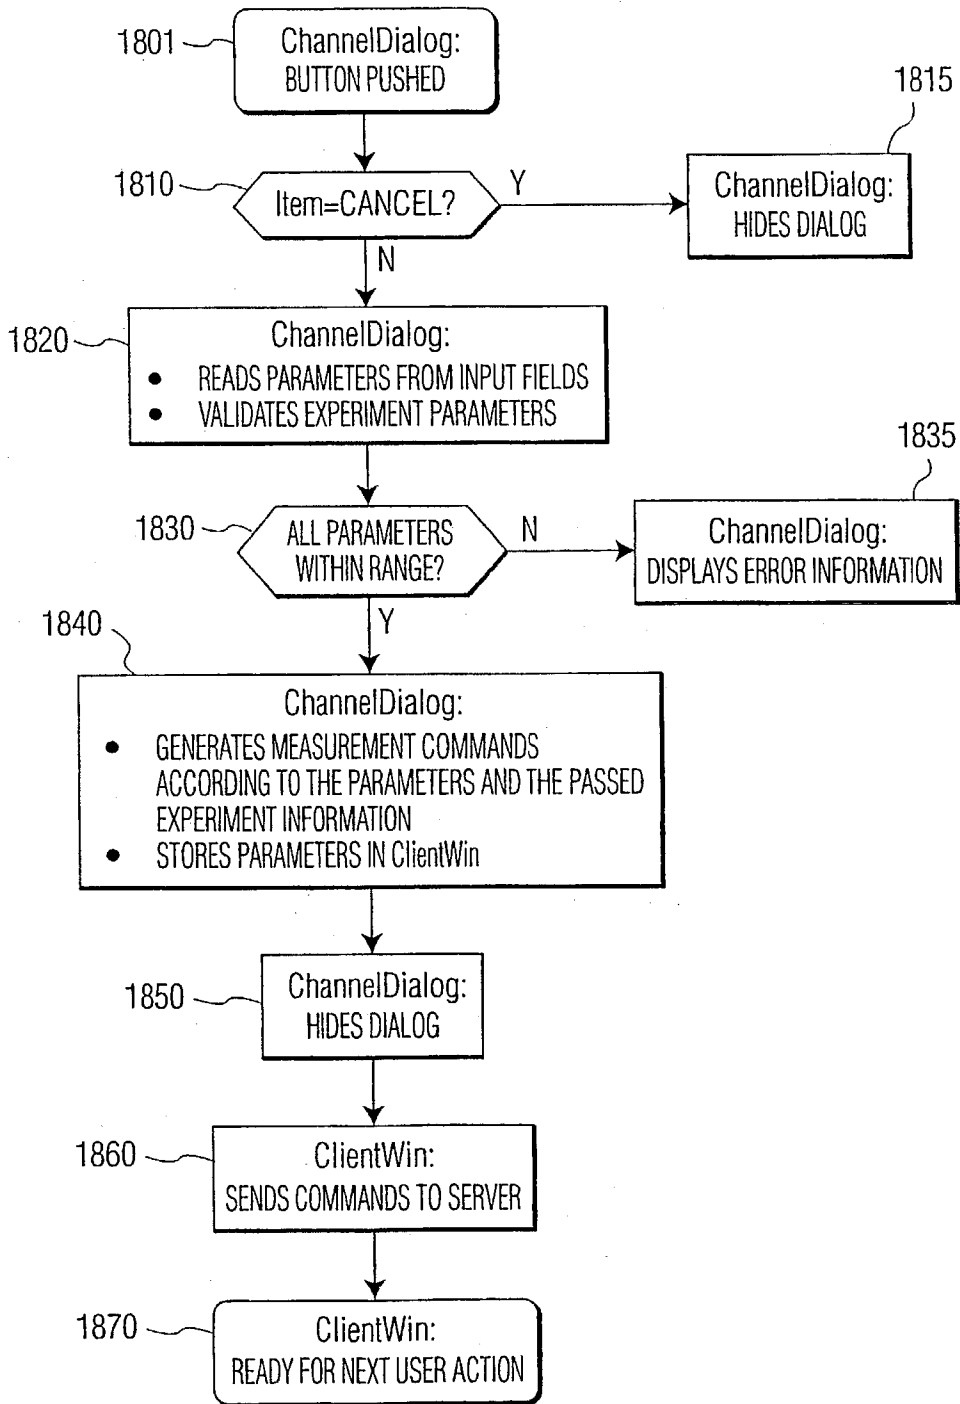 1801
ChannelDialog:
BUTTON PUSHED
1810
Item=CANCEL?
Y
1815
ChannelDialog:
HIDES DIALOG
N
1820
ChannelDialog:
● READS PARAMETERS FROM INPUT FIELDS
● VALIDATES EXPERIMENT PARAMETERS
1830
ALL PARAMETERS
WITHIN RANGE?
N
1835
ChannelDialog:
DISPLAYS ERROR INFORMATION
Y
1840
ChannelDialog:
● GENERATES MEASUREMENT COMMANDS
ACCORDING TO THE PARAMETERS AND THE PASSED
EXPERIMENT INFORMATION
● STORES PARAMETERS IN ClientWin
1850
ChannelDialog:
HIDES DIALOG
1860
ClientWin:
SENDS COMMANDS TO SERVER
1870
ClientWin:
READY FOR NEXT USER ACTION